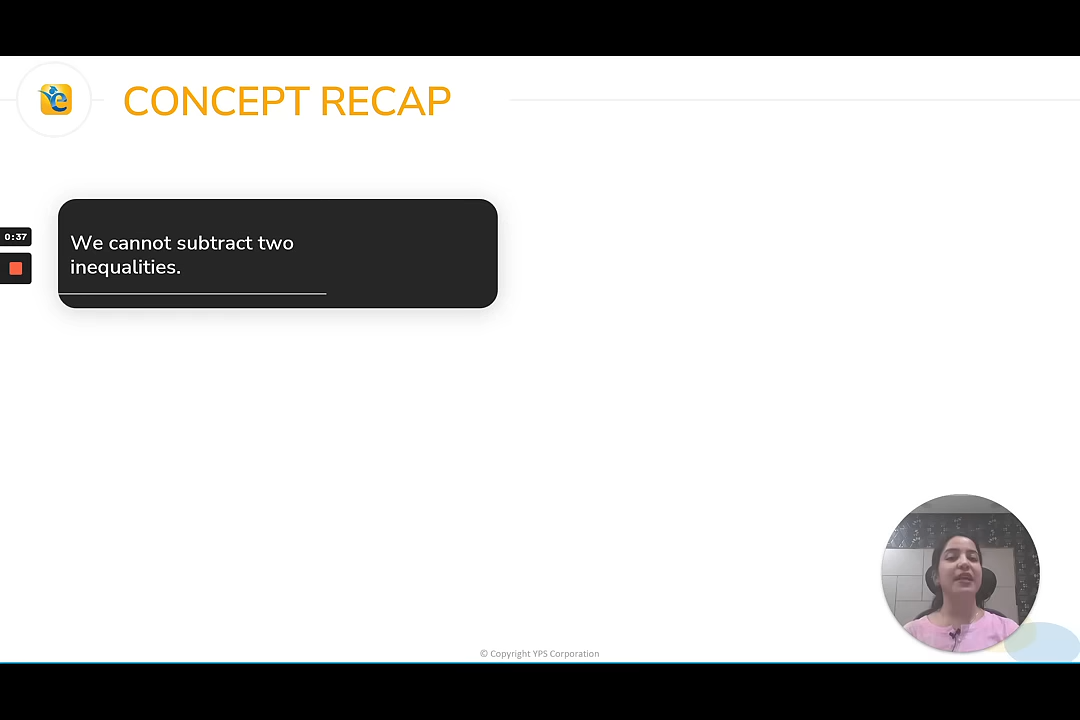 CONCEPT RECAP
We cannot subtract two
inequalities.
0:37
© Copyright YPS Corporation